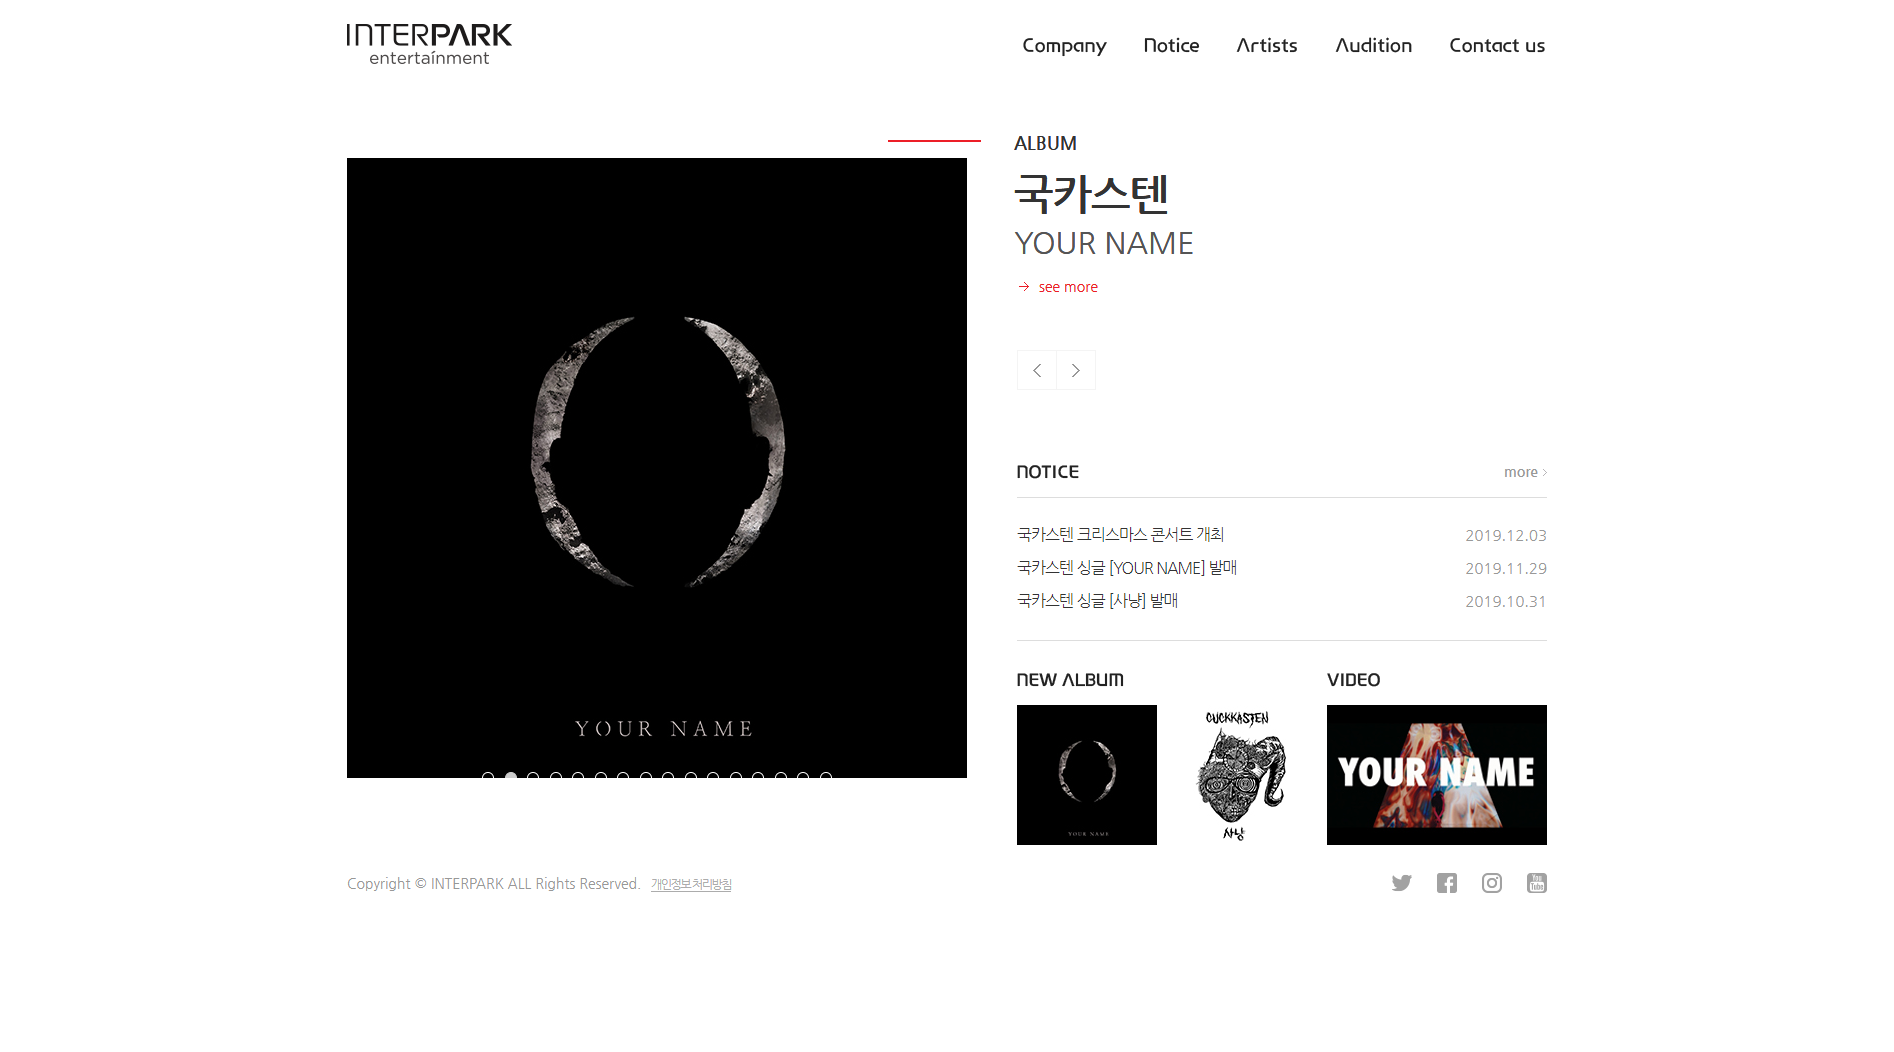 INTERPARK
entertainment
Company
Notice
Artists
Audition
Contact us
ALBUM
국카스텐
YOUR NAME
see more
YOUR NAME
NOTICE
more
국카스텐 크리스마스 콘서트 개최
2019.12.03
국카스텐 싱글 [YOUR NAME] 발매
2019.11.29
국카스텐 싱글 [사냥] 발매
2019.10.31
NEW ALBUM
VIDEO
YOUR NAME
GUCKKASTEN
사냥
YOUR NAME
Copyright © INTERPARK ALL Rights Reserved.
개인정보 처리방침
You
Tube